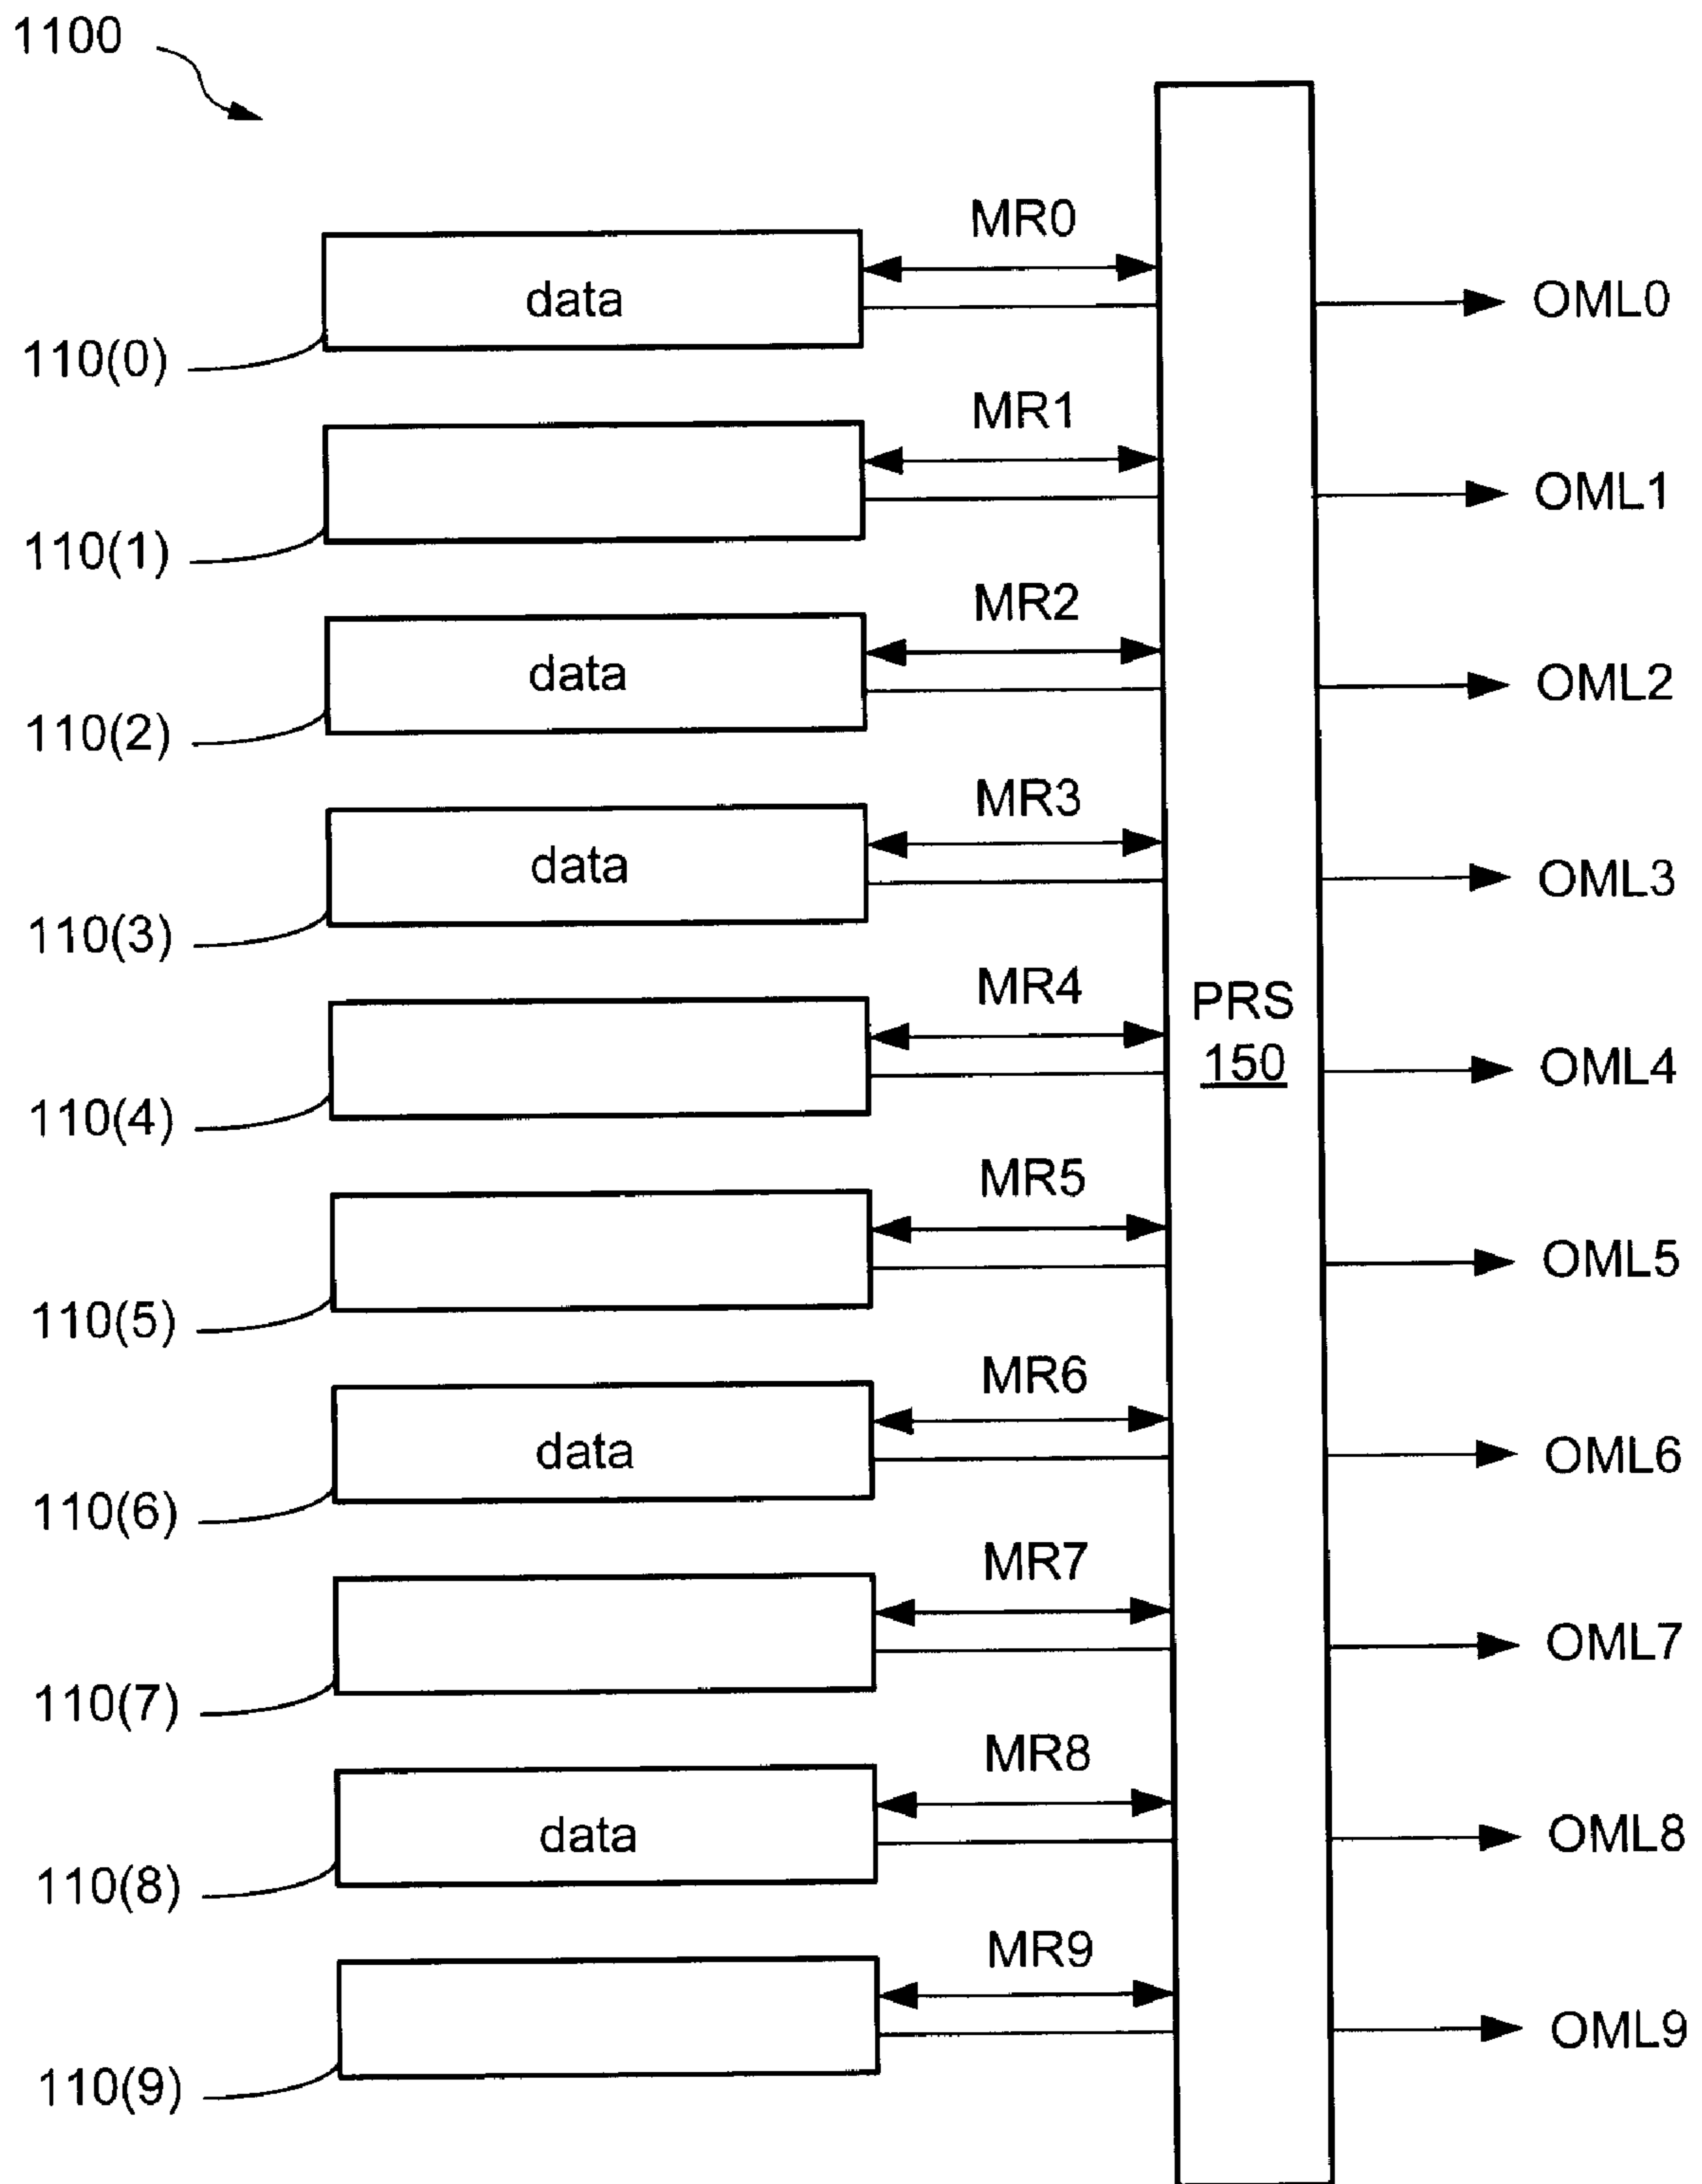 1100
MR0
data
OML0
110(0)
MR1
OML1
110(1)
MR2
data
OML2
110(2)
MR3
data
OML3
110(3)
MR4
PRS
150
OML4
110(4)
MR5
OML5
110(5)
MR6
data
OML6
110(6)
MR7
OML7
110(7)
MR8
data
OML8
110(8)
MR9
OML9
110(9)